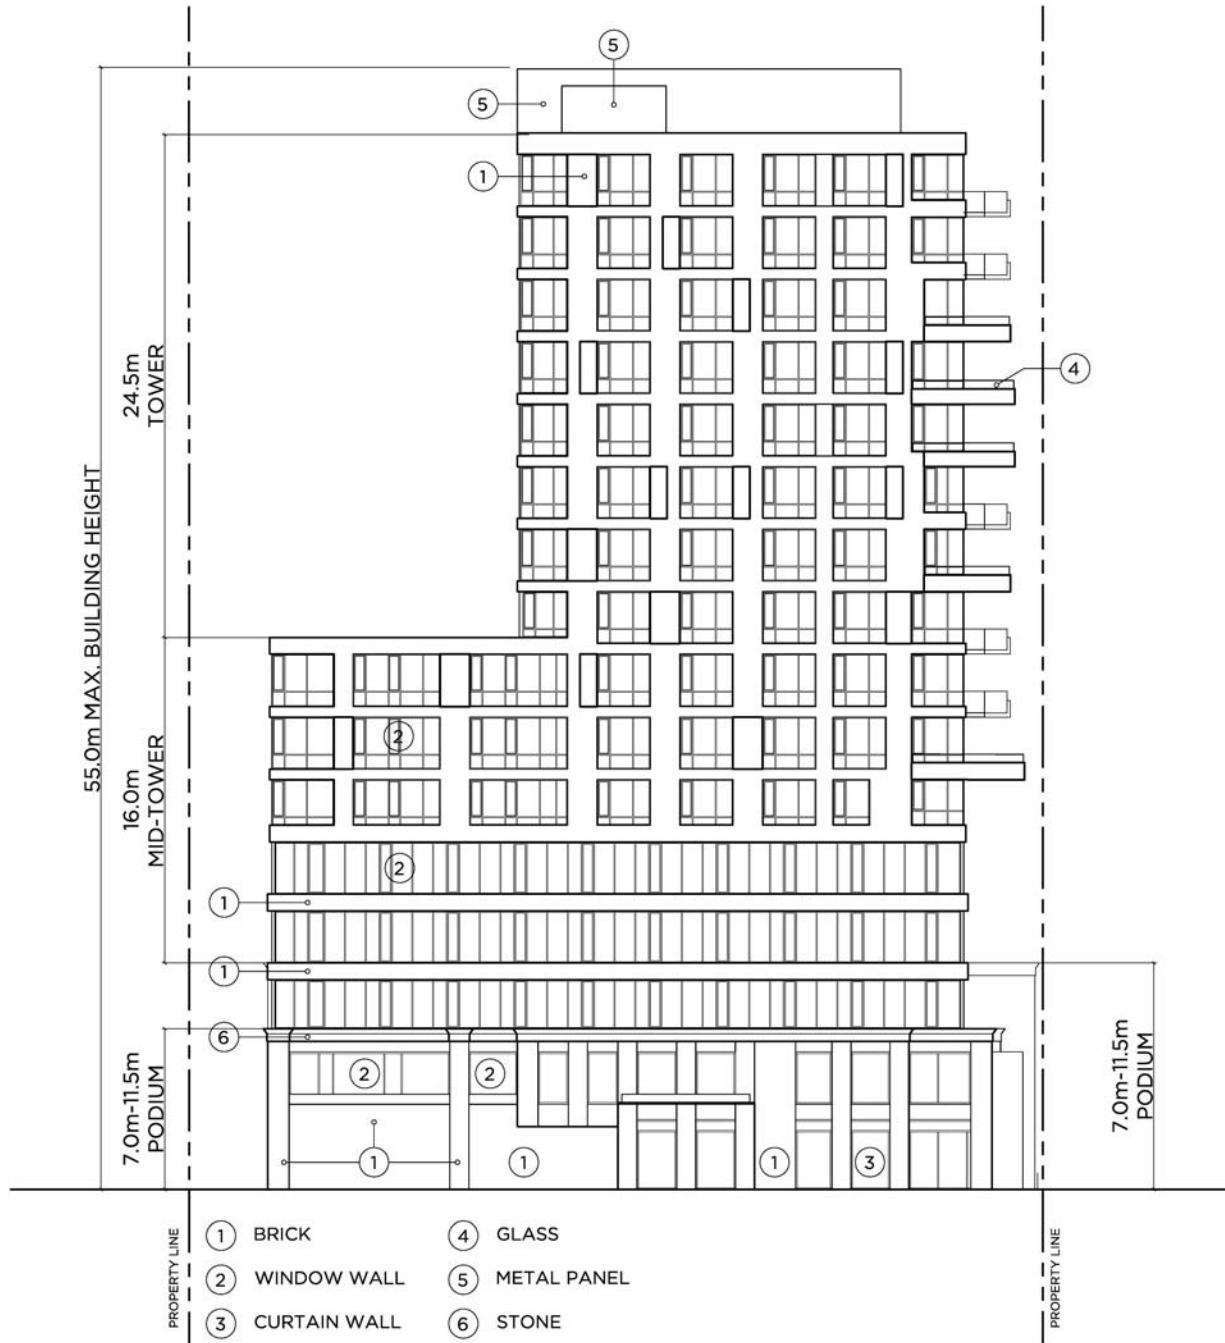 5
5
1
24.5m
TOWER
4
55.0m MAX. BUILDING HEIGHT
2
16.0m
MID-TOWER
2
1
1
6
7.0m-11.5m
PODIUM
2
2
7.0m-11.5m
PODIUM
1
1
1
3
PROPERTY LINE
1 BRICK
2 WINDOW WALL
3 CURTAIN WALL
4 GLASS
5 METAL PANEL
6 STONE
PROPERTY LINE